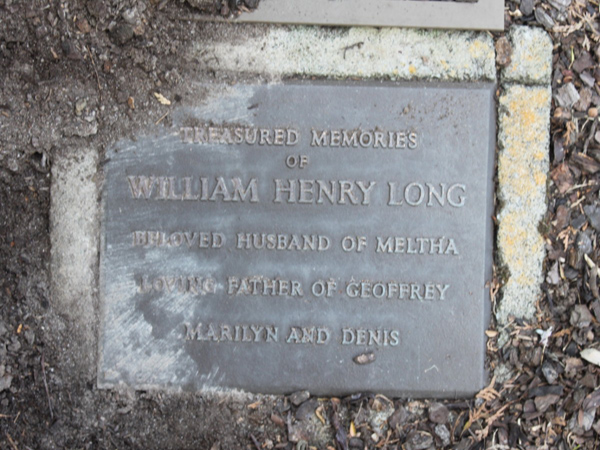 TREASURED MEMORIES
OF
WILLIAM HENRY LONG
BELOVED HUSBAND OF MELTHA
LOVING FATHER OF GEOFFREY
MARILYN AND DENIS